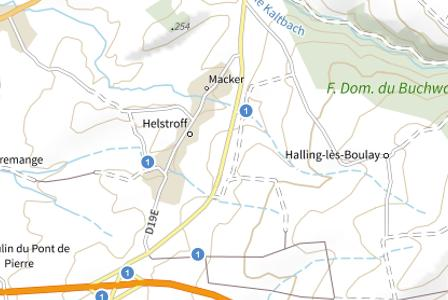 e Kaltbach
254
Macker
F. Dom. du Buchwa
1
Helstroff
Halling-lès-Boulay
1
remange
D19E
lin du Pont de
Pierre
1
1
1